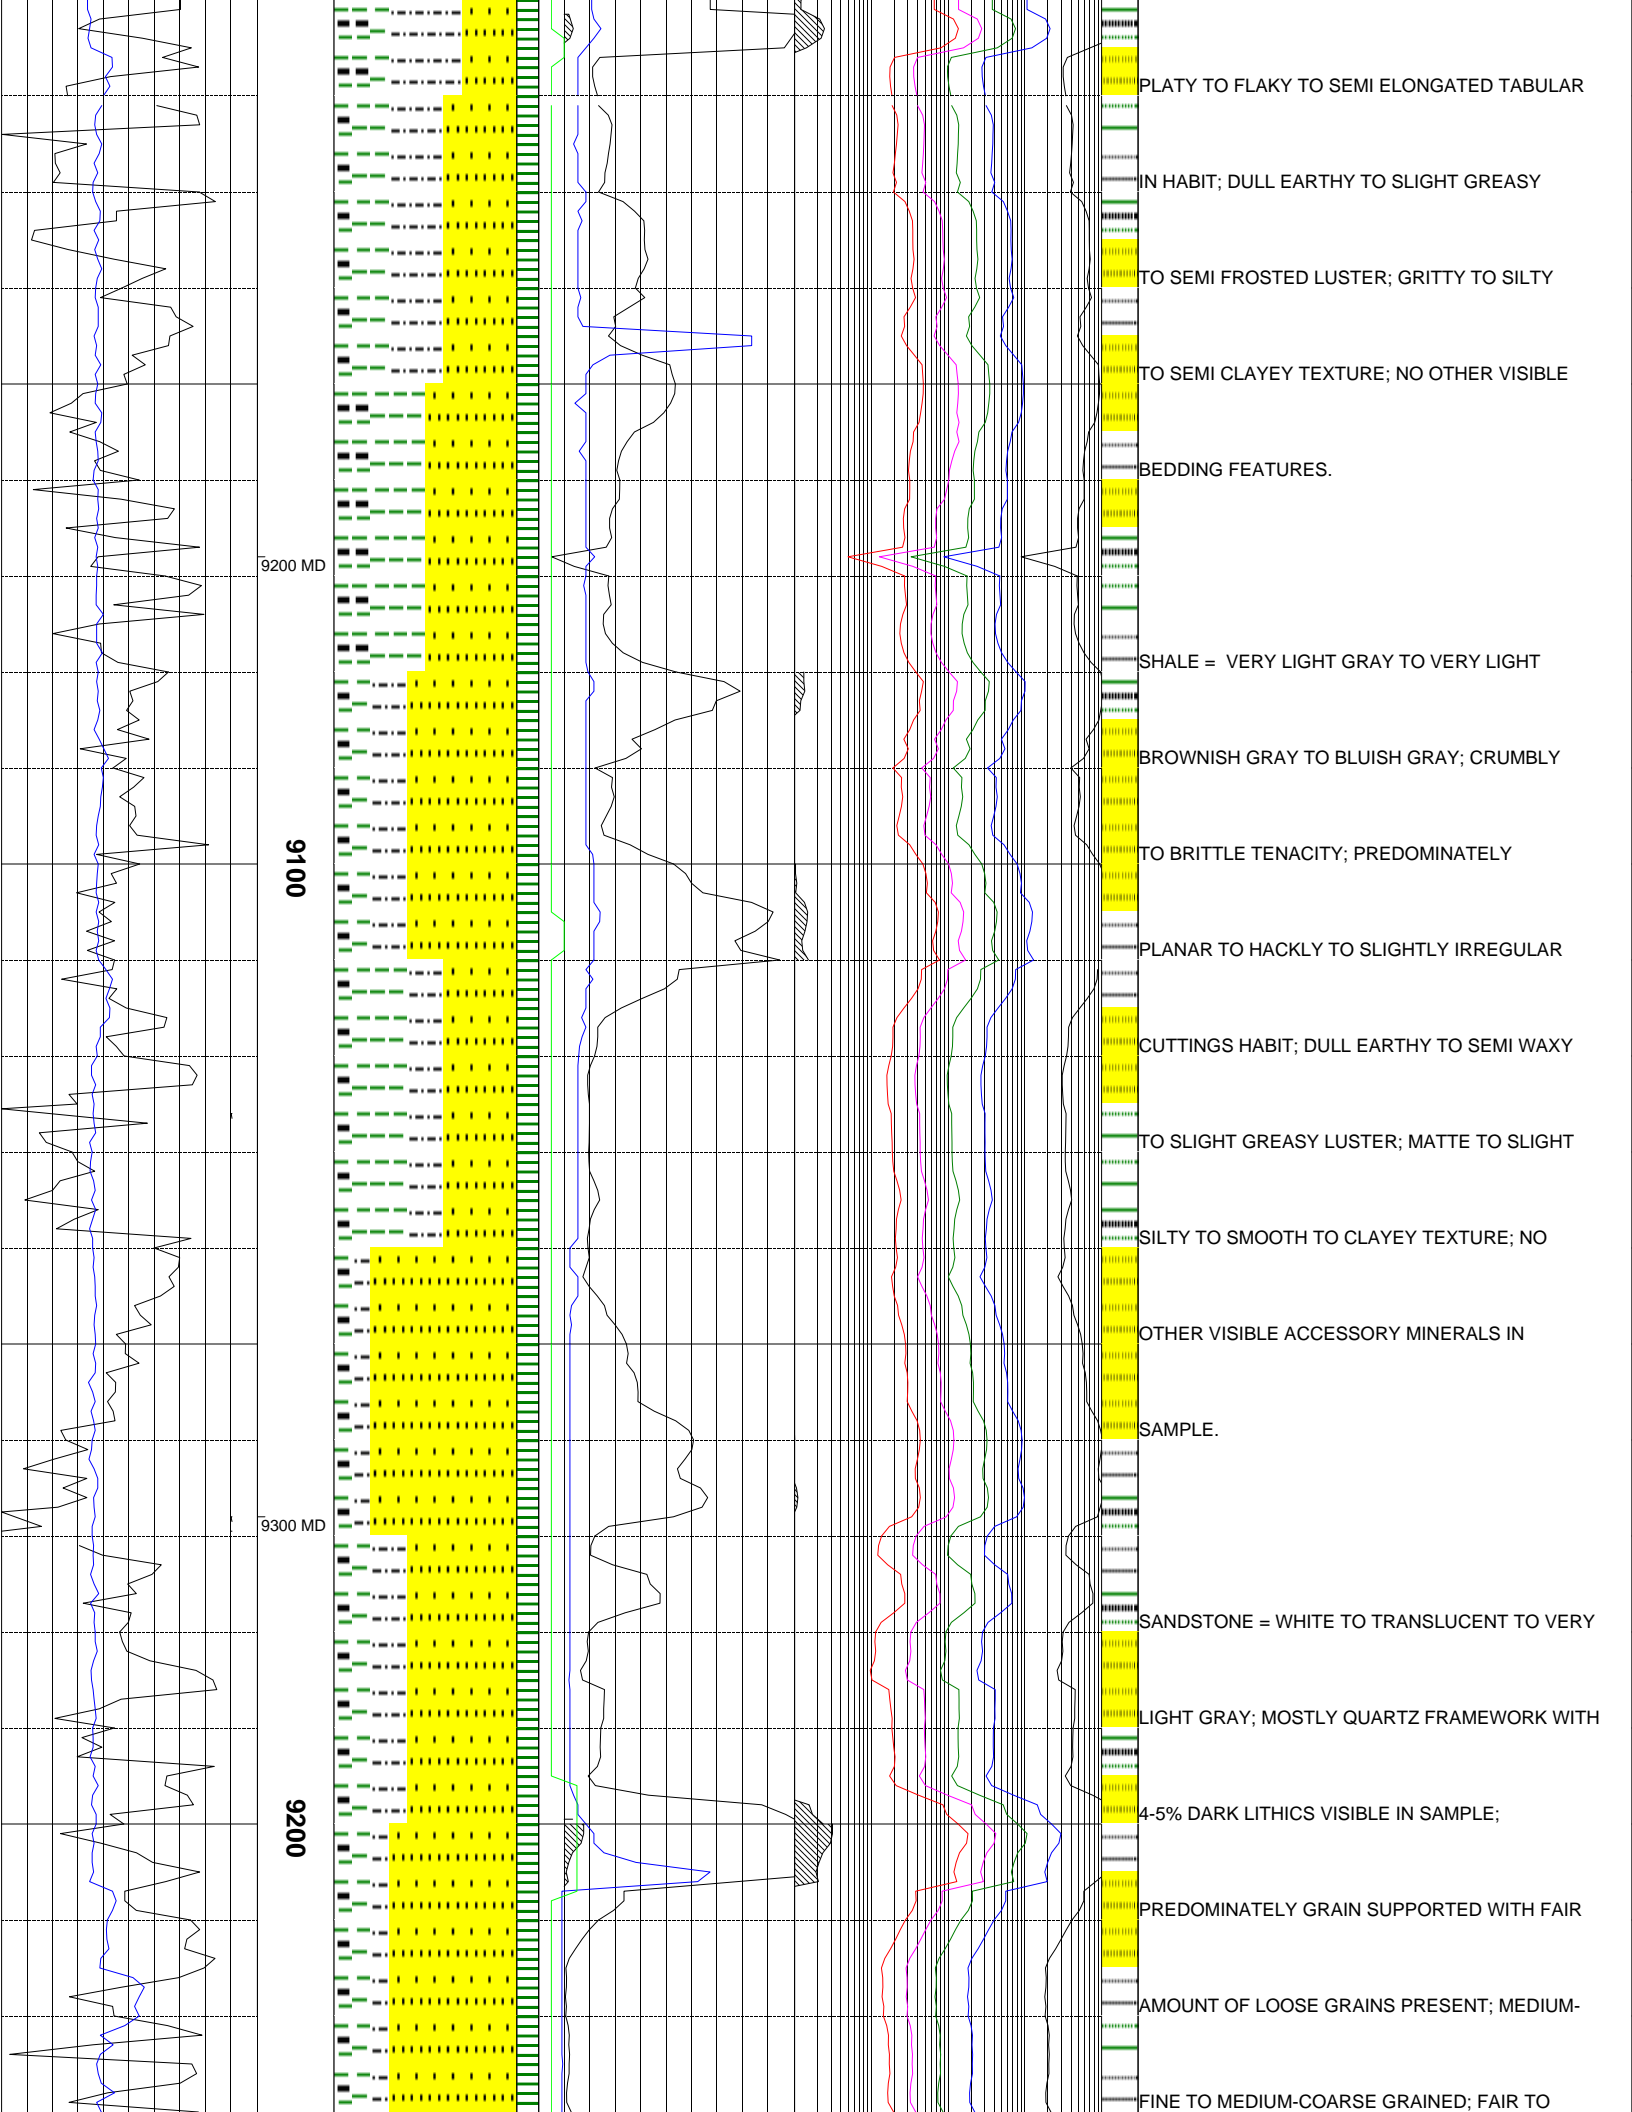 PLATY TO FLAKY TO SEMI ELONGATED TABULAR
IN HABIT; DULL EARTHY TO SLIGHT GREASY
TO SEMI FROSTED LUSTER; GRITTY TO SILTY
TO SEMI CLAYEY TEXTURE; NO OTHER VISIBLE
BEDDING FEATURES.
9200 MD
SHALE = VERY LIGHT GRAY TO VERY LIGHT
BROWNISH GRAY TO BLUISH GRAY; CRUMBLY
9100
TO BRITTLE TENACITY; PREDOMINATELY
PLANAR TO HACKLY TO SLIGHTLY IRREGULAR
CUTTINGS HABIT; DULL EARTHY TO SEMI WAXY
TO SLIGHT GREASY LUSTER; MATTE TO SLIGHT
SILTY TO SMOOTH TO CLAYEY TEXTURE; NO
OTHER VISIBLE ACCESSORY MINERALS IN
SAMPLE.
9300 MD
SANDSTONE = WHITE TO TRANSLUCENT TO VERY
LIGHT GRAY; MOSTLY QUARTZ FRAMEWORK WITH
9200
4-5% DARK LITHICS VISIBLE IN SAMPLE;
PREDOMINATELY GRAIN SUPPORTED WITH FAIR
AMOUNT OF LOOSE GRAINS PRESENT; MEDIUM-
FINE TO MEDIUM-COARSE GRAINED; FAIR TO